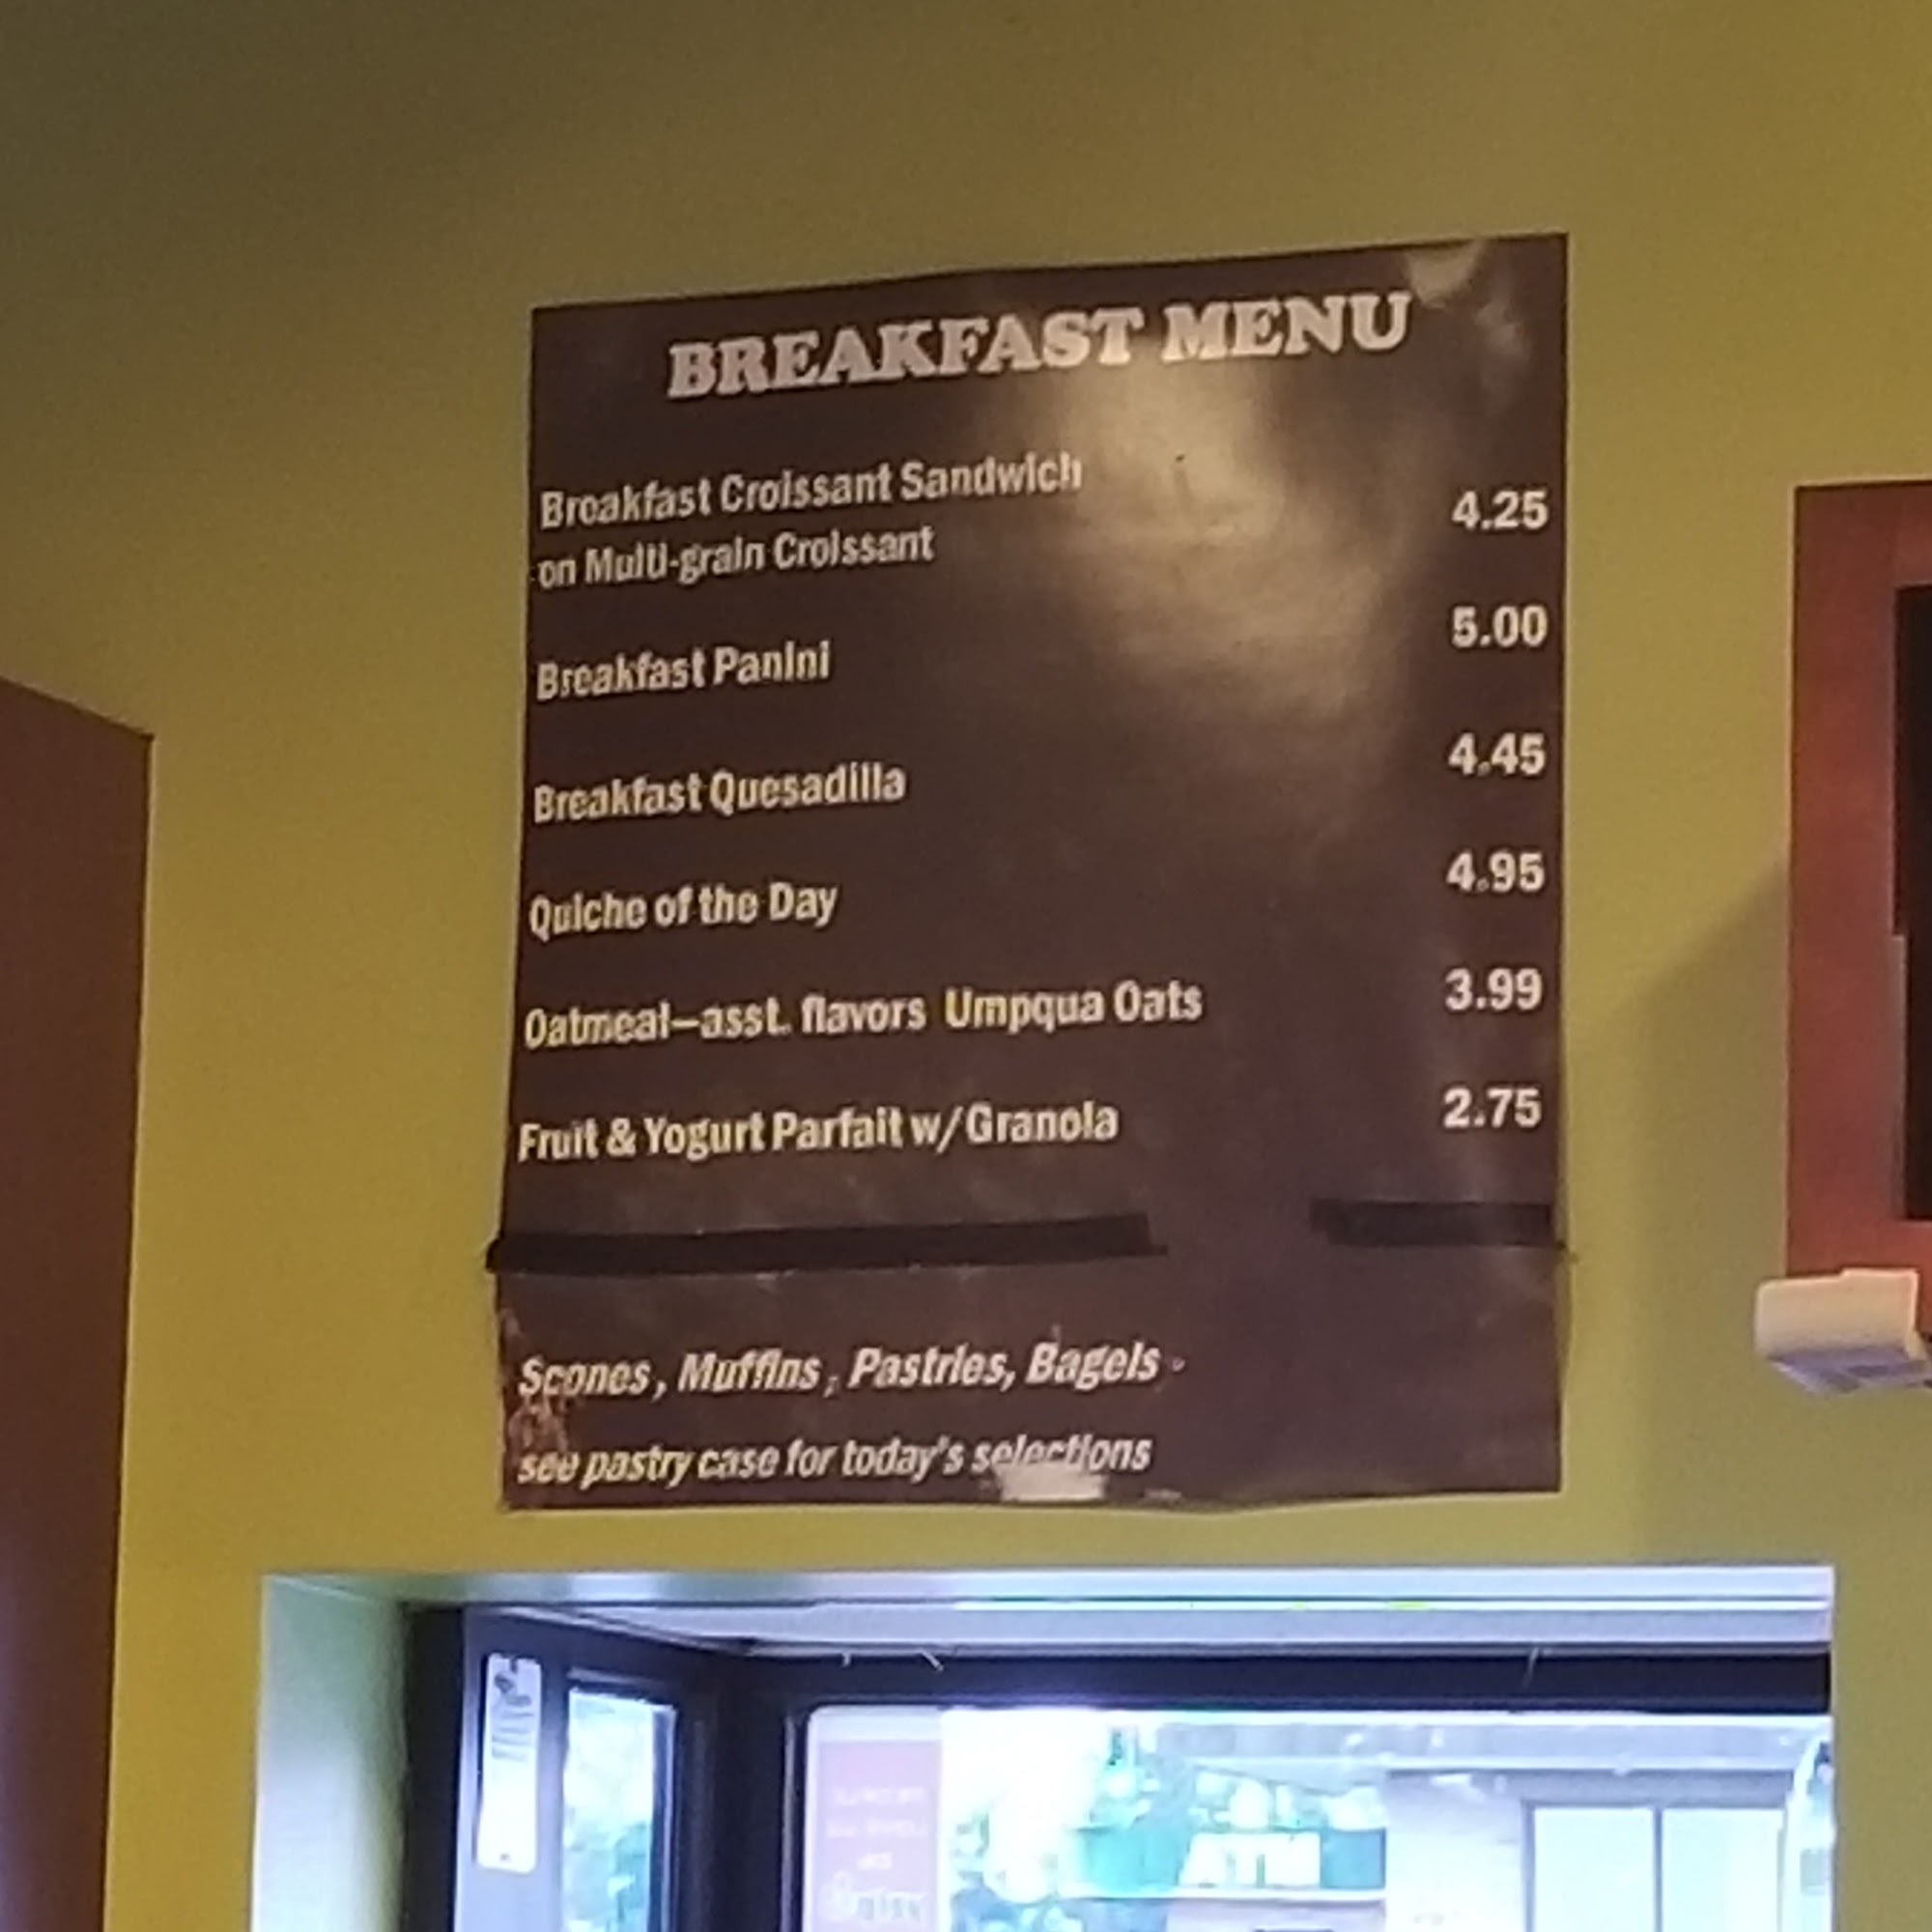 BREAKFAST MENU
Breakfast Croissant Sandwich 4.25
on Multi-grain Croissant
Breakfast Panini 5.00
Breakfast Quesadilla 4.45
Quiche of the Day 4.95
Oatmeal—asst. flavors Umpqua Oats 3.99
Fruit & Yogurt Parfait w/Granola 2.75
Scones, Muffins, Pastries, Bagels -
see pastry case for today's selections
ATM